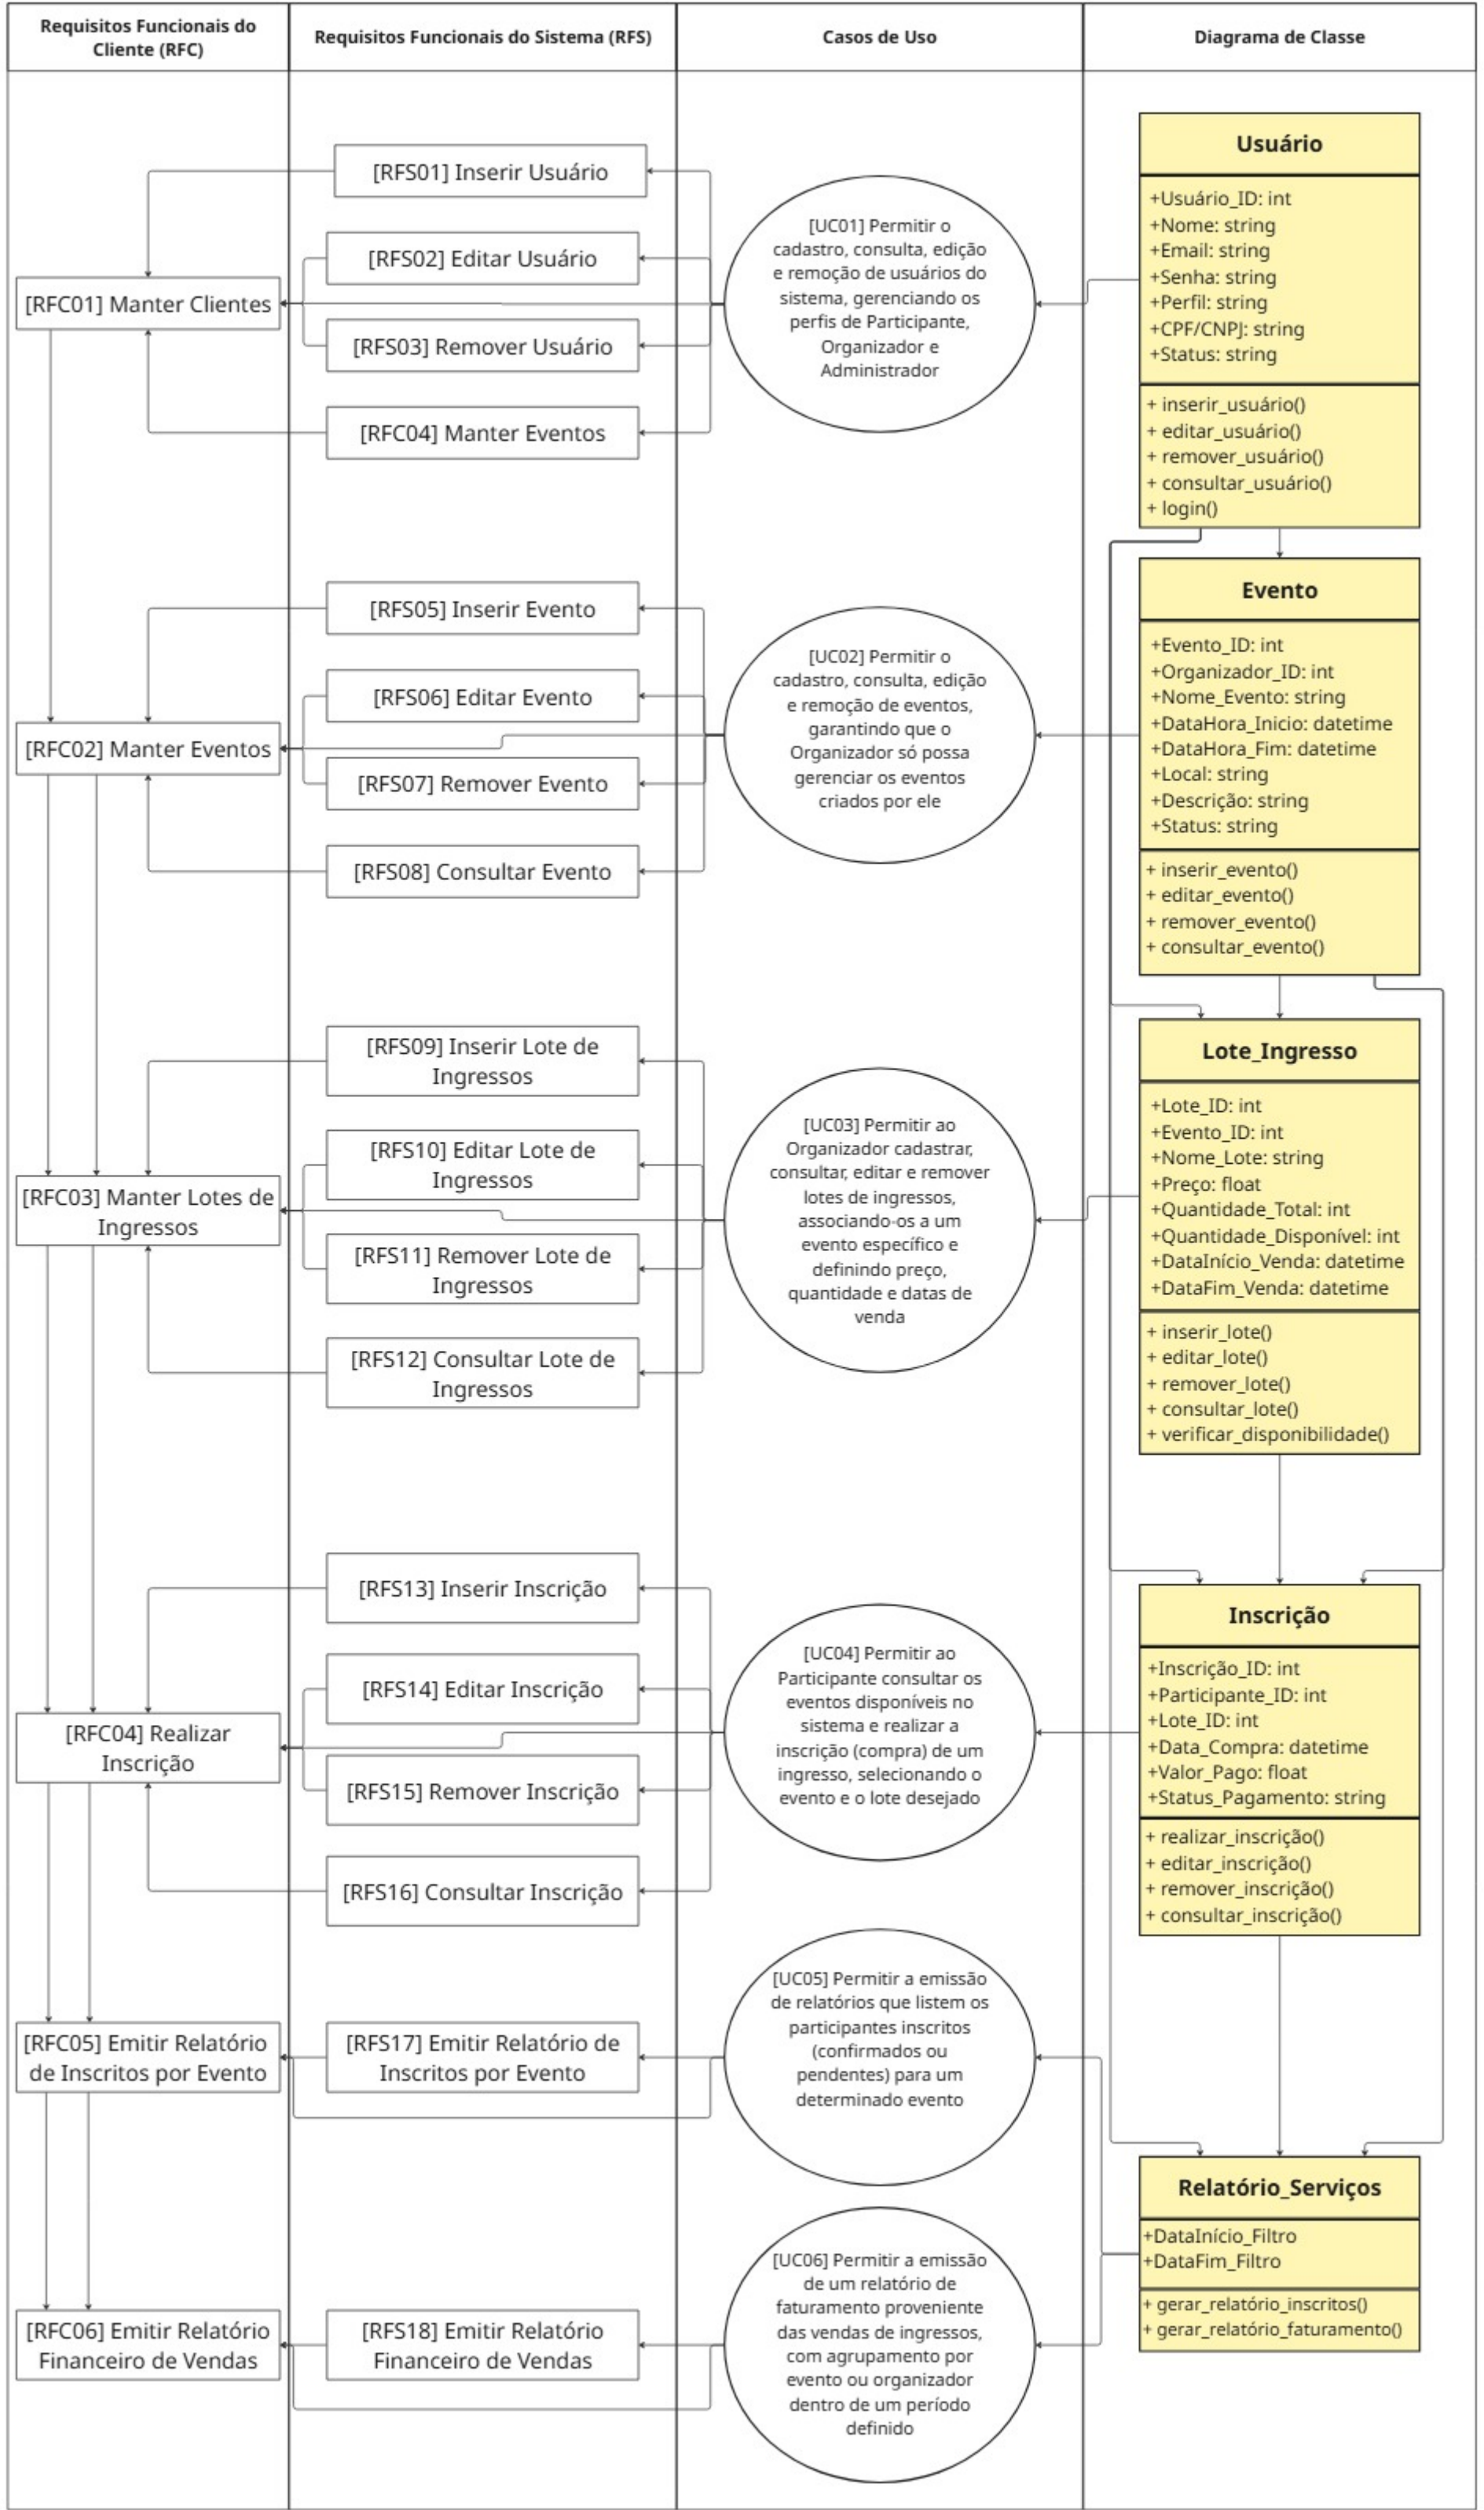 Requisitos Funcionais do
Cliente (RFC)
Requisitos Funcionais do Sistema (RFS)
Casos de Uso
Diagrama de Classe
[RFC01] Manter Clientes
[RFS01] Inserir Usuário
[RFS02] Editar Usuário
[RFS03] Remover Usuário
[RFC04] Manter Eventos
[UC01] Permitir o
cadastro, consulta, edição
e remoção de usuários do
sistema, gerenciando os
perfis de Participante,
Organizador e
Administrador
Usuário
+Usuário_ID: int
+Nome: string
+Email: string
+Senha: string
+Perfil: string
+CPF/CNPJ: string
+Status: string
+ inserir_usuário()
+ editar_usuário()
+ remover_usuário()
+ consultar_usuário()
+ login()
[RFC02] Manter Eventos
[RFS05] Inserir Evento
[RFS06] Editar Evento
[RFS07] Remover Evento
[RFS08] Consultar Evento
[UC02] Permitir o
cadastro, consulta, edição
e remoção de eventos,
garantindo que o
Organizador só possa
gerenciar os eventos
criados por ele
Evento
+Evento_ID: int
+Organizador_ID: int
+Nome_Evento: string
+DataHora_Inicio: datetime
+DataHora_Fim: datetime
+Local: string
+Descrição: string
+Status: string
+ inserir_evento()
+ editar_evento()
+ remover_evento()
+ consultar_evento()
[RFC03] Manter Lotes de
Ingressos
[RFS09] Inserir Lote de
Ingressos
[RFS10] Editar Lote de
Ingressos
[RFS11] Remover Lote de
Ingressos
[RFS12] Consultar Lote de
Ingressos
[UC03] Permitir ao
Organizador cadastrar,
consultar, editar e remover
lotes de ingressos,
associando-os a um
evento específico e
definindo preço,
quantidade e datas de
venda
Lote_Ingresso
+Lote_ID: int
+Evento_ID: int
+Nome_Lote: string
+Preço: float
+Quantidade_Total: int
+Quantidade_Disponível: int
+DataInício_Venda: datetime
+DataFim_Venda: datetime
+ inserir_lote()
+ editar_lote()
+ remover_lote()
+ consultar_lote()
+ verificar_disponibilidade()
[RFC04] Realizar
Inscrição
[RFS13] Inserir Inscrição
[RFS14] Editar Inscrição
[RFS15] Remover Inscrição
[RFS16] Consultar Inscrição
[UC04] Permitir ao
Participante consultar os
eventos disponíveis no
sistema e realizar a
inscrição (compra) de um
ingresso, selecionando o
evento e o lote desejado
Inscrição
+Inscrição_ID: int
+Participante_ID: int
+Lote_ID: int
+Data_Compra: datetime
+Valor_Pago: float
+Status_Pagamento: string
+ realizar_inscrição()
+ editar_inscrição()
+ remover_inscrição()
+ consultar_inscrição()
[RFC05] Emitir Relatório
de Inscritos por Evento
[RFS17] Emitir Relatório de
Inscritos por Evento
[UC05] Permitir a emissão
de relatórios que listem os
participantes inscritos
(confirmados ou
pendentes) para um
determinado evento
Relatório_Serviços
+DataInício_Filtro
+DataFim_Filtro
+ gerar_relatório_inscritos()
+ gerar_relatório_faturamento()
[RFC06] Emitir Relatório
Financeiro de Vendas
[RFS18] Emitir Relatório
Financeiro de Vendas
[UC06] Permitir a emissão
de um relatório de
faturamento proveniente
das vendas de ingressos,
com agrupamento por
evento ou organizador
dentro de um período
definido